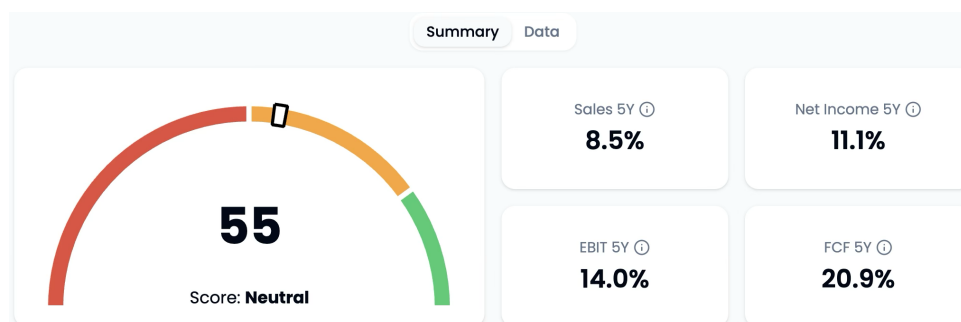 Summary Data
55
Score: Neutral
Sales 5Y
8.5%
Net Income 5Y
11.1%
EBIT 5Y
14.0%
FCF 5Y
20.9%